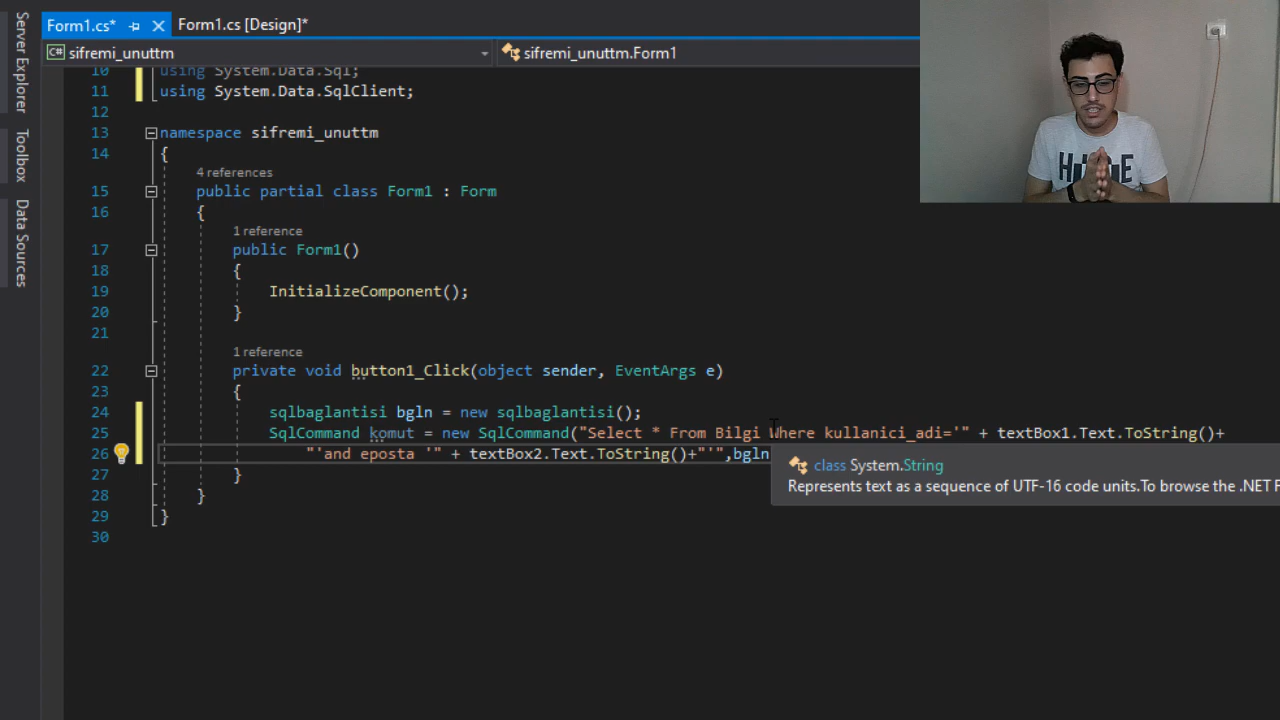 Form1.cs*
Form1.cs [Design]*
Server Explorer
Toolbox
Data Sources
C# sifremi_unuttm
sifremi_unuttm.Form1
10 using System.Data.Sql;
11 using System.Data.SqlClient;
12
13 namespace sifremi_unuttm
14 {
4 references
15 public partial class Form1 : Form
16 {
1 reference
17 public Form1()
18 {
19 InitializeComponent();
20 }
21
1 reference
22 private void button1_Click(object sender, EventArgs e)
23 {
24 sqlbaglantisi bgln = new sqlbaglantisi();
25 SqlCommand komut = new SqlCommand("Select * From Bilgi Where kullanici_adi='" + textBox1.Text.ToString()+
26 "'and eposta '" + textBox2.Text.ToString()+"'",bgln
class System.String
Represents text as a sequence of UTF-16 code units.To browse the .NET
27 }
28 }
29 }
30